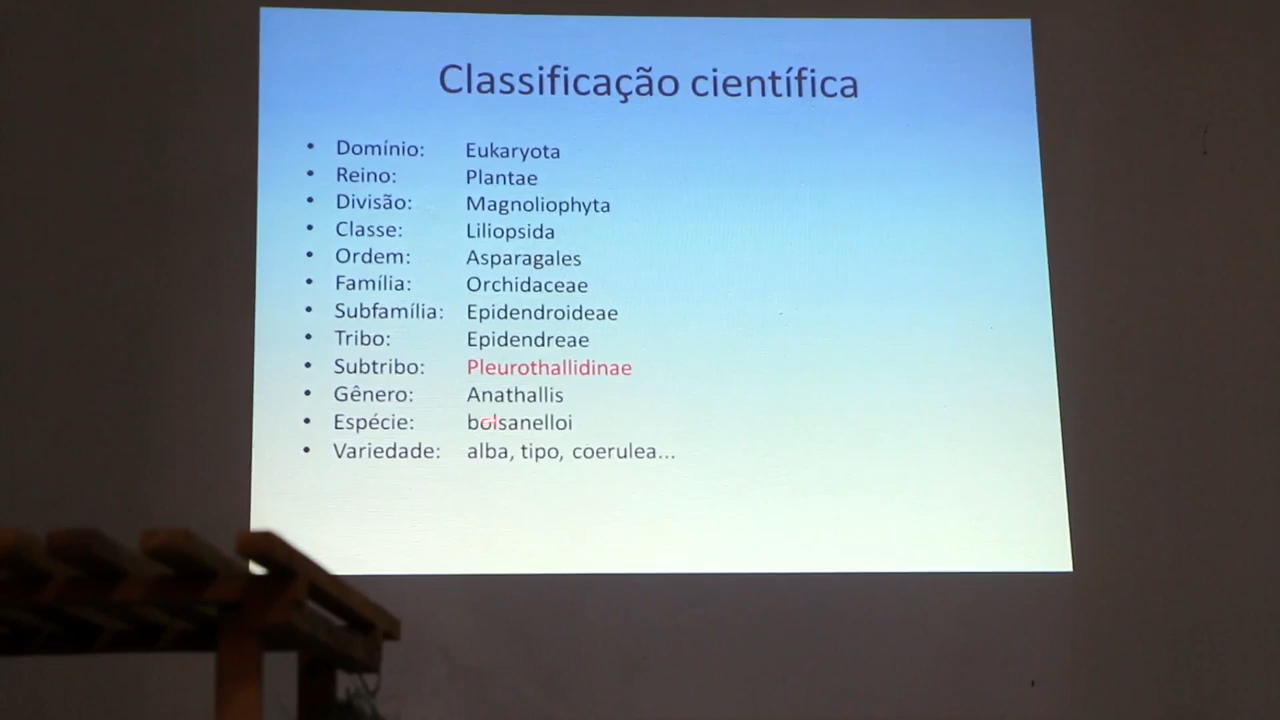 Classificação científica
• Domínio: Eukaryota
• Reino: Plantae
• Divisão: Magnoliophyta
• Classe: Liliopsida
• Ordem: Asparagales
• Família: Orchidaceae
• Subfamília: Epidendroideae
• Tribo: Epidendreae
• Subtribo: Pleurothallidinae
• Gênero: Anathallis
• Espécie: bolsanelloi
• Variedade: alba, tipo, coerulea...